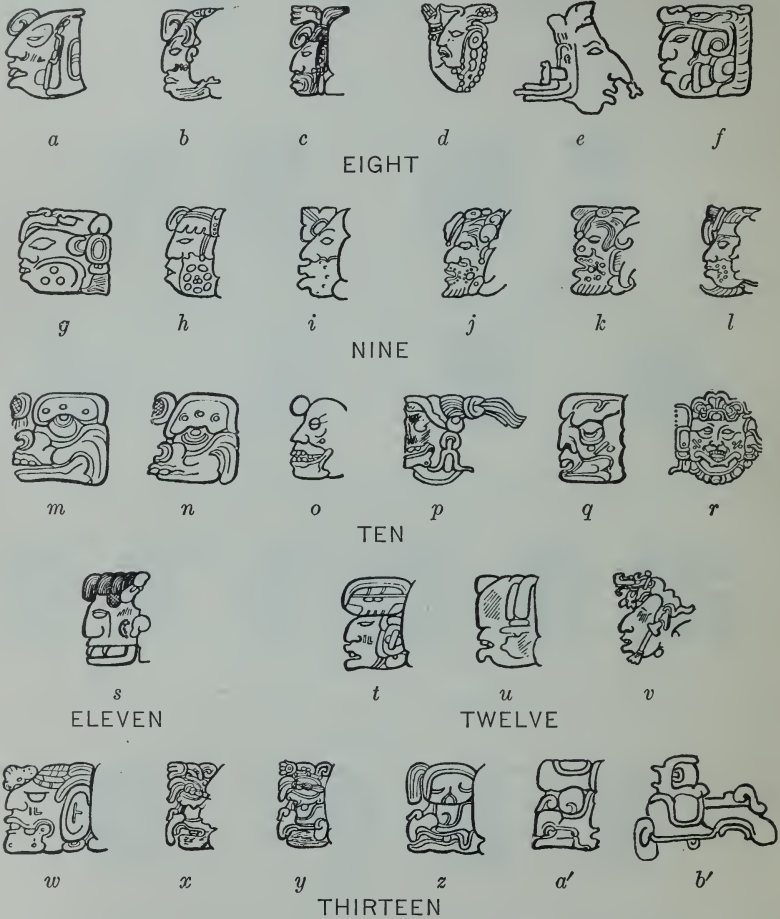 a b c d e f
EIGHT
g h i j k l
NINE
m n o p q r
TEN
s t u v
ELEVEN TWELVE
w x y z a′ b′
THIRTEEN